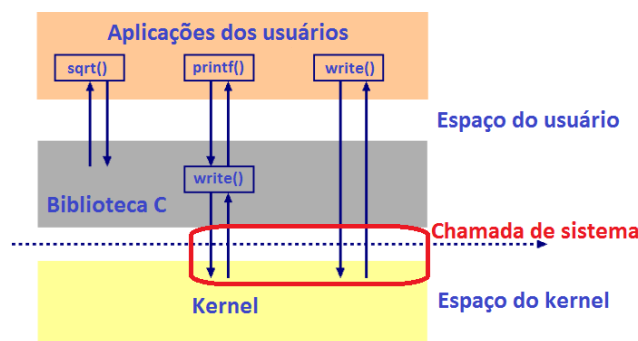 Aplicações dos usuários
sqrt()
printf()
write()
Espaço do usuário
write()
Biblioteca C
Chamada de sistema
Kernel
Espaço do kernel